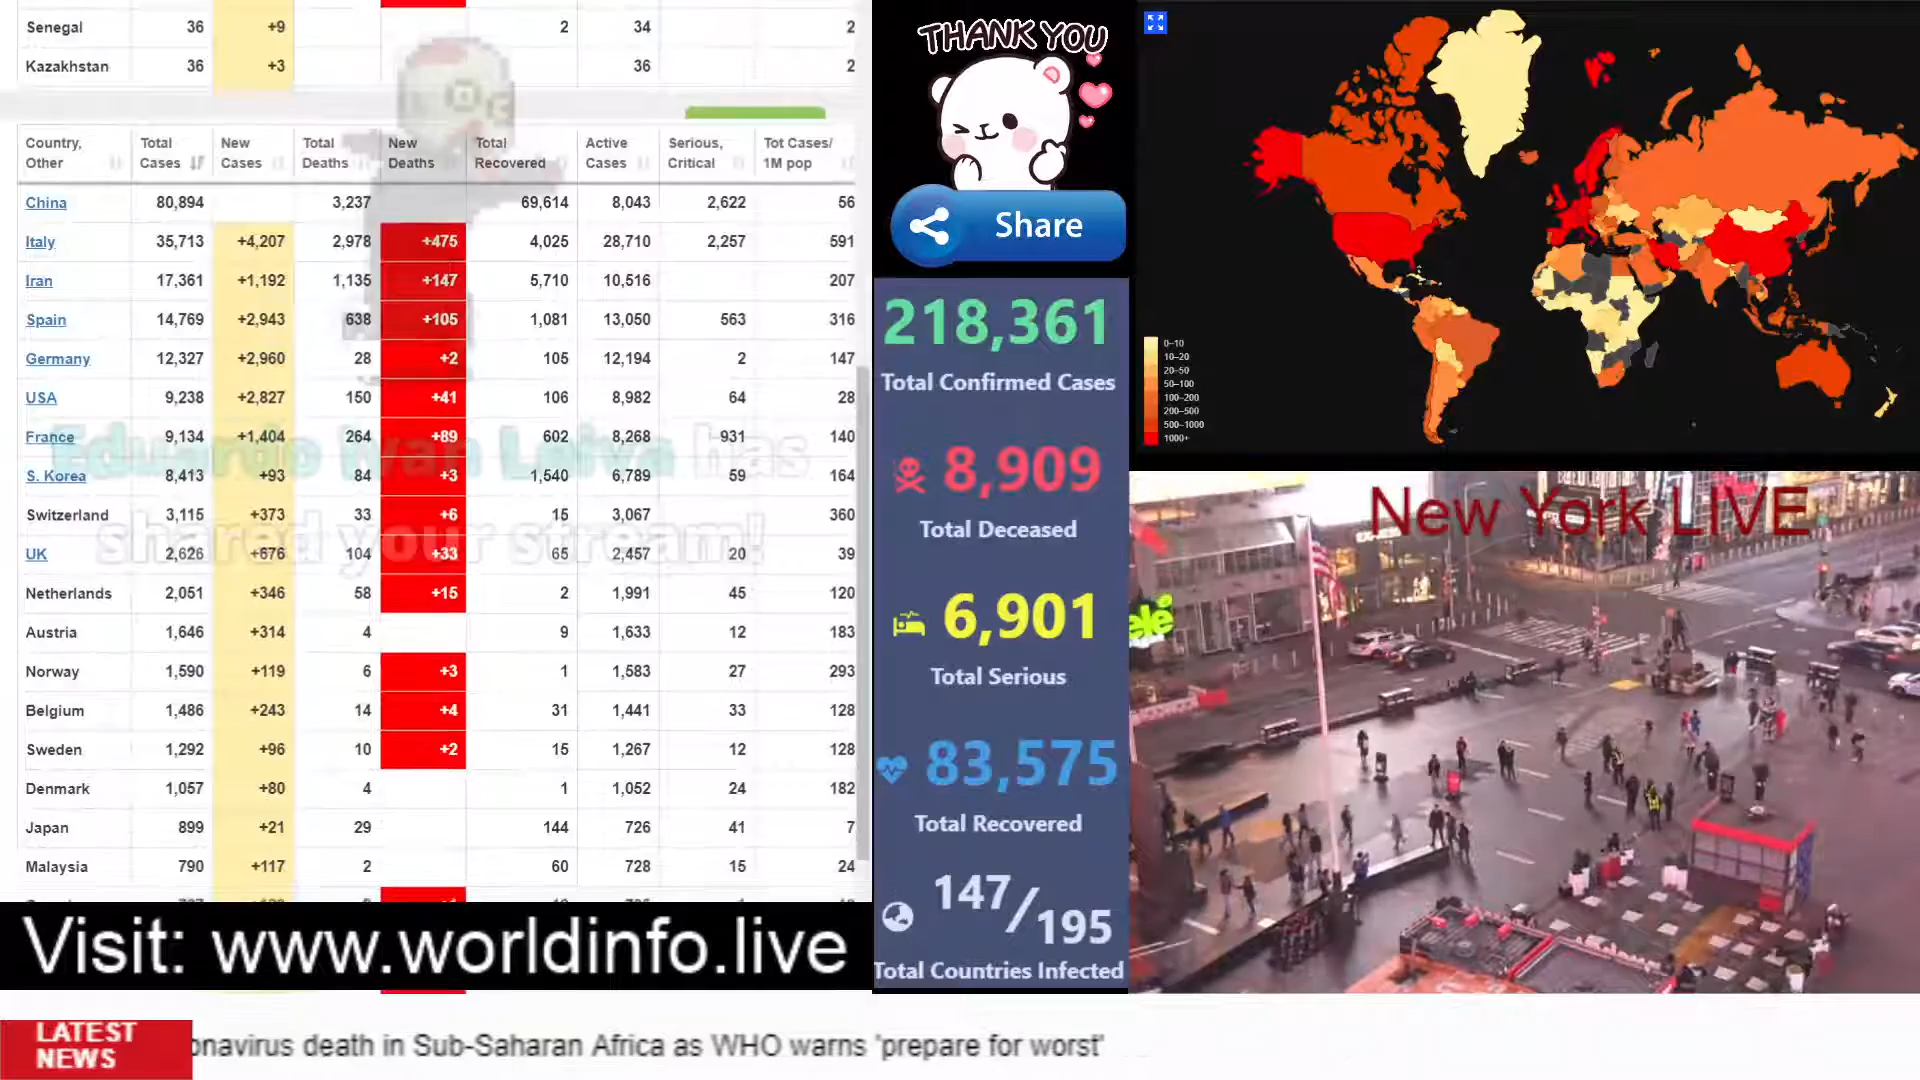 Senegal 36 +9 2 34 2
Kazakhstan 36 +3 36 2
Country, Other Total Cases New Cases Total Deaths New Deaths Total Recovered Active Cases Serious, Critical Tot Cases/ 1M pop
China 80,894 3,237 69,614 8,043 2,622 56
Italy 35,713 +4,207 2,978 +475 4,025 28,710 2,257 591
Iran 17,361 +1,192 1,135 +147 5,710 10,516 207
Spain 14,769 +2,943 638 +105 1,081 13,050 563 316
Germany 12,327 +2,960 28 +2 105 12,194 2 147
USA 9,238 +2,827 150 +41 106 8,982 64 28
France 9,134 +1,404 264 +89 602 8,268 931 140
S. Korea 8,413 +93 84 +3 1,540 6,789 59 164
Switzerland 3,115 +373 33 +6 15 3,067 360
UK 2,626 +676 104 +33 65 2,457 20 39
Netherlands 2,051 +346 58 +15 2 1,991 45 120
Austria 1,646 +314 4 9 1,633 12 183
Norway 1,590 +119 6 +3 1 1,583 27 293
Belgium 1,486 +243 14 +4 31 1,441 33 128
Sweden 1,292 +96 10 +2 15 1,267 12 128
Denmark 1,057 +80 4 1 1,052 24 182
Japan 899 +21 29 144 726 41 7
Malaysia 790 +117 2 60 728 15 24
Eduardo Ivan Leiva has
shared your stream!
Visit: www.worldinfo.live
THANK YOU
Share
218,361
Total Confirmed Cases
8,909
Total Deceased
6,901
Total Serious
83,575
Total Recovered
147/195
Total Countries Infected
0–10
10–20
20–50
50–100
100–200
200–500
500–1000
1000+
New York LIVE
elé
LATEST
NEWS
onavirus death in Sub-Saharan Africa as WHO warns 'prepare for worst'